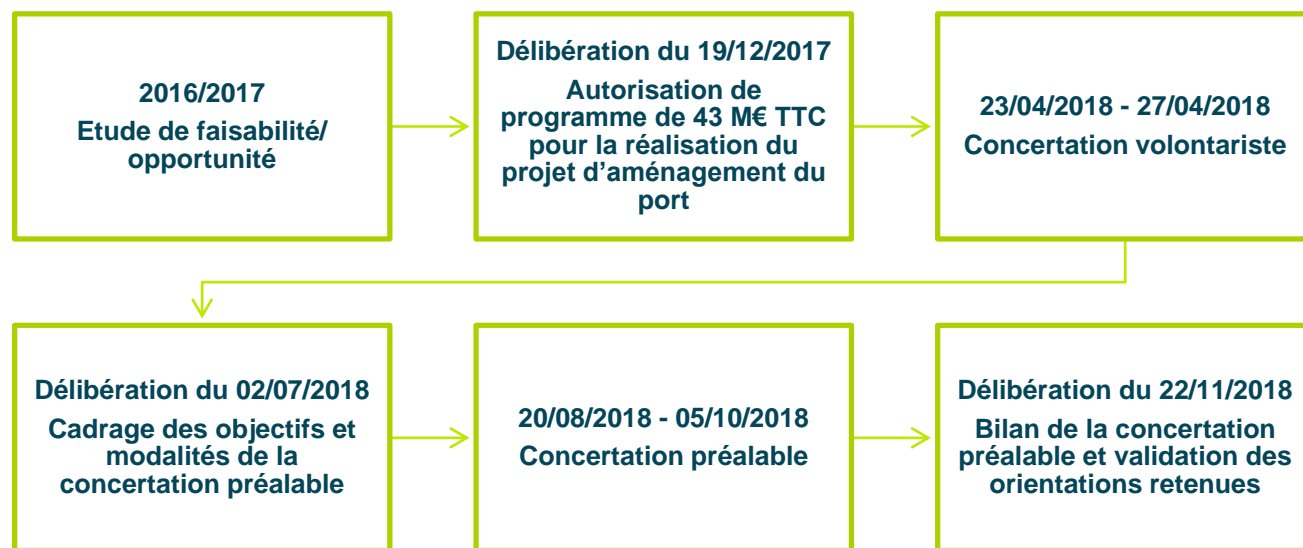 2016/2017
Etude de faisabilité/
opportunité
Délibération du 19/12/2017
Autorisation de
programme de 43 M€ TTC
pour la réalisation du
projet d'aménagement du
port
23/04/2018 - 27/04/2018
Concertation volontariste
Délibération du 02/07/2018
Cadrage des objectifs et
modalités de la
concertation préalable
20/08/2018 - 05/10/2018
Concertation préalable
Délibération du 22/11/2018
Bilan de la concertation
préalable et validation des
orientations retenues